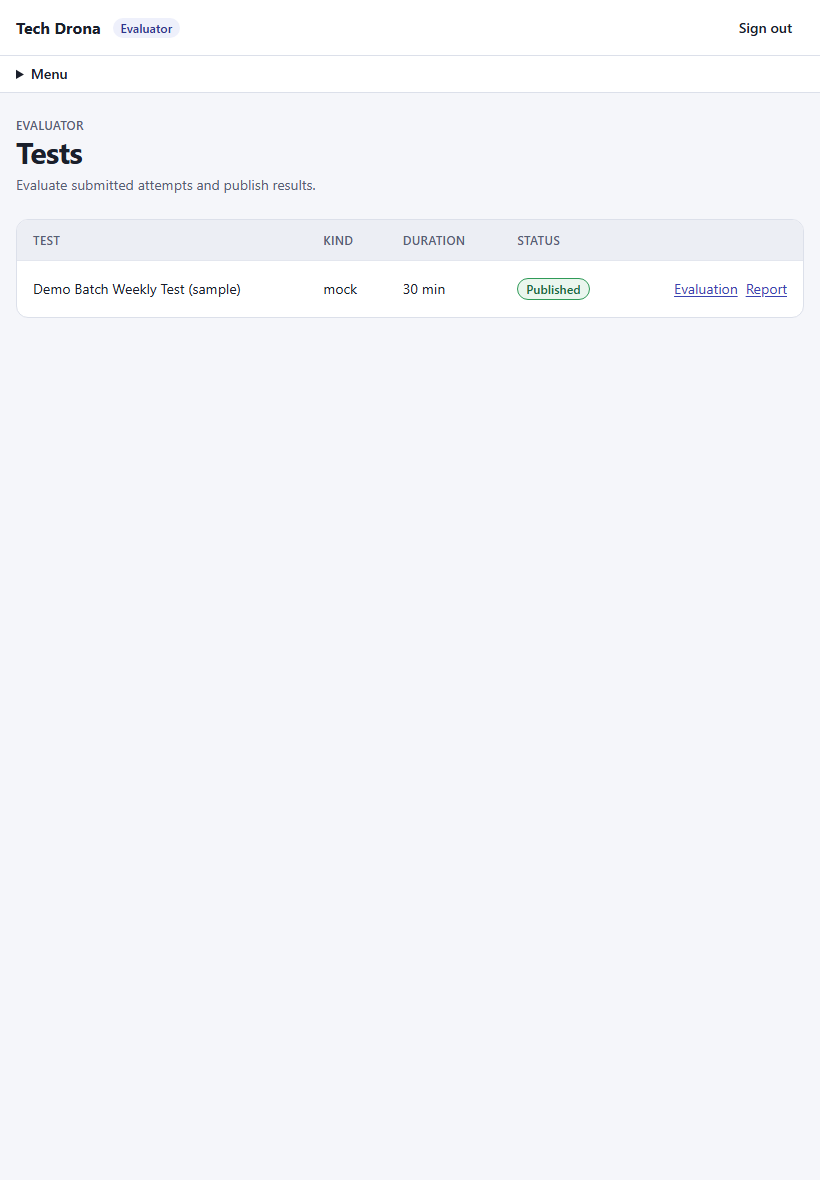 Tech Drona Evaluator Sign out
Menu
EVALUATOR
Tests
Evaluate submitted attempts and publish results.
TEST KIND DURATION STATUS
Demo Batch Weekly Test (sample) mock 30 min Published Evaluation Report